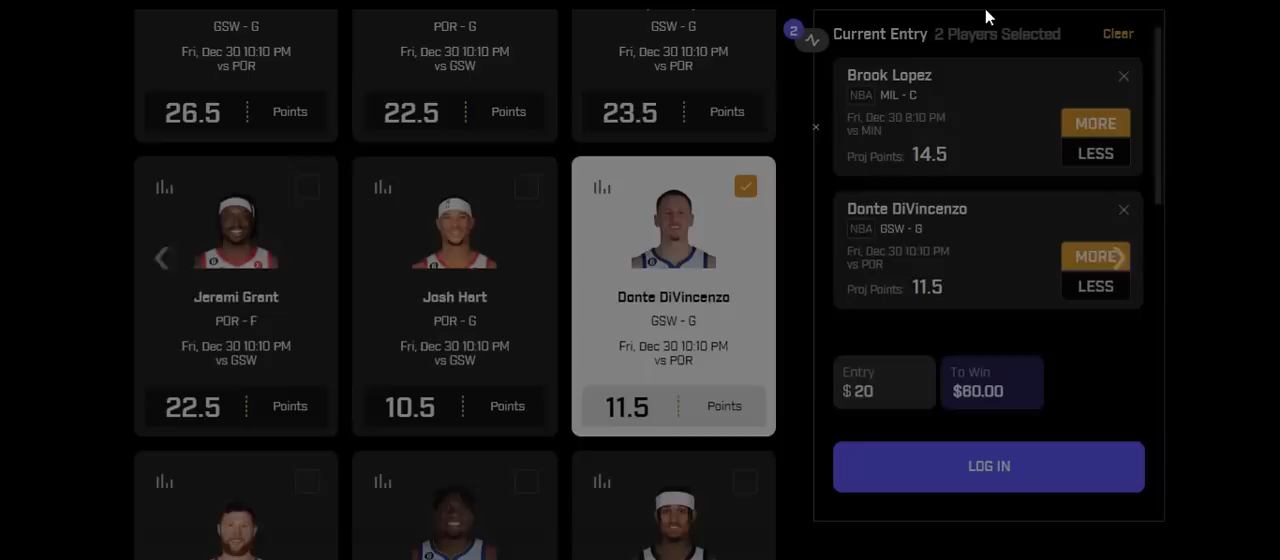 GSW - G
Fri, Dec 30 10:10 PM
vs POR
26.5
Points
POR - G
Fri, Dec 30 10:10 PM
vs GSW
22.5
Points
GSW - G
Fri, Dec 30 10:10 PM
vs POR
23.5
Points
Jerami Grant
POR - F
Fri, Dec 30 10:10 PM
vs GSW
22.5
Points
Josh Hart
POR - G
Fri, Dec 30 10:10 PM
vs GSW
10.5
Points
Donte DiVincenzo
GSW - G
Fri, Dec 30 10:10 PM
vs POR
11.5
Points
2
Current Entry 2 Players Selected
Clear
Brook Lopez
NBA MIL - C
Fri, Dec 30 8:10 PM
vs MIN
Proj Points: 14.5
MORE
LESS
Donte DiVincenzo
NBA GSW - G
Fri, Dec 30 10:10 PM
vs POR
Proj Points: 11.5
MORE
LESS
Entry
$ 20
To Win
$60.00
LOG IN